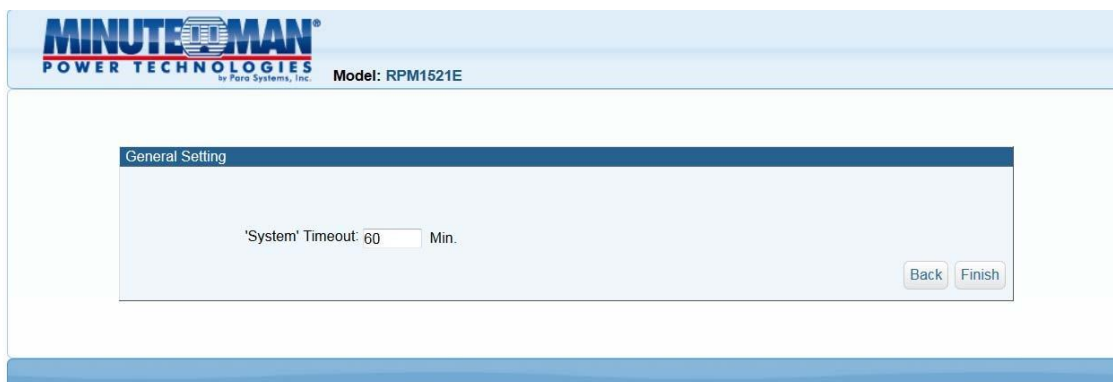 MINUTEMAN®
POWER TECHNOLOGIES
by Para Systems, Inc.
Model: RPM1521E
General Setting
'System' Timeout: 60 Min.
Back Finish